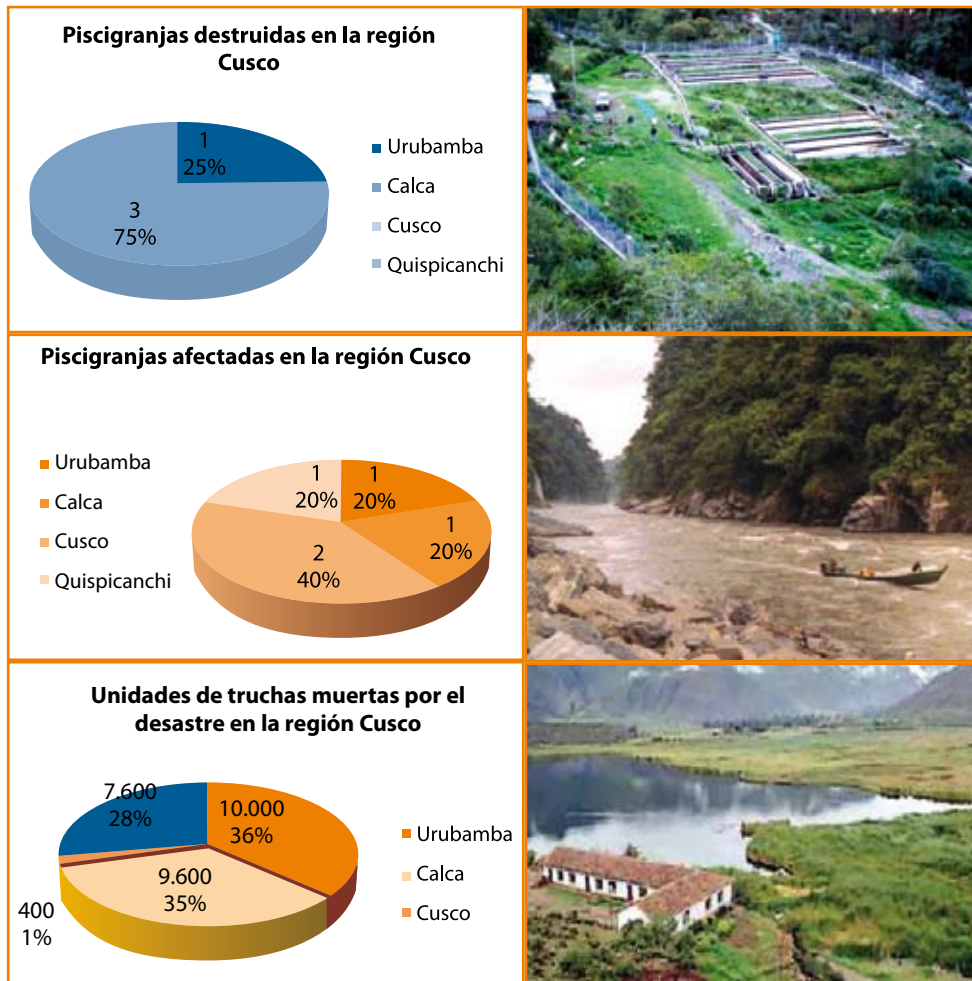 Piscigranjas destruidas en la región
Cusco
1
25%
3
75%
Urubamba
Calca
Cusco
Quispicanchi
Piscigranjas afectadas en la región Cusco
Urubamba
Calca
Cusco
Quispicanchi
1
20%
1
20%
1
20%
2
40%
Unidades de truchas muertas por el
desastre en la región Cusco
7.600
28%
10.000
36%
9.600
35%
400
1%
Urubamba
Calca
Cusco